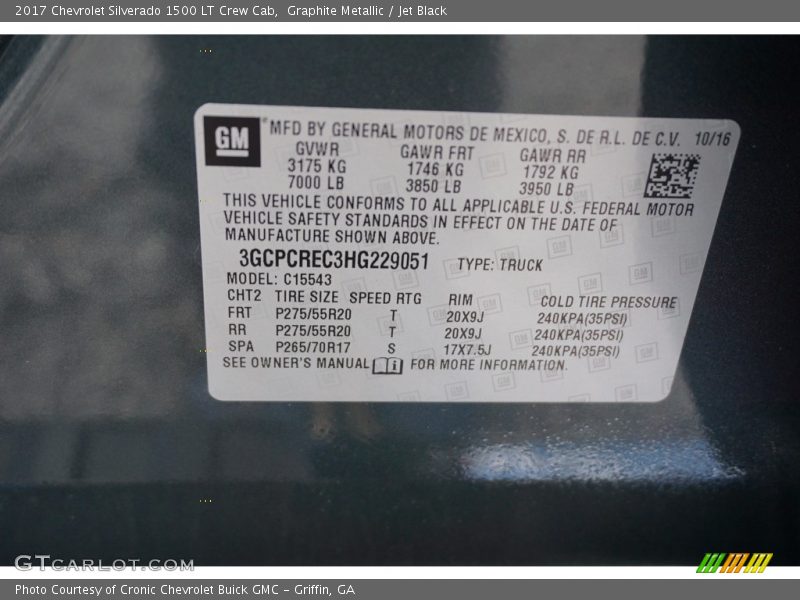 2017 Chevrolet Silverado 1500 LT Crew Cab, Graphite Metallic / Jet Black
GM
MFD BY GENERAL MOTORS DE MEXICO, S. DE R.L. DE C.V. 10/16
GVWR GAWR FRT GAWR RR
3175 KG 1746 KG 1792 KG
7000 LB 3850 LB 3950 LB
THIS VEHICLE CONFORMS TO ALL APPLICABLE U.S. FEDERAL MOTOR
VEHICLE SAFETY STANDARDS IN EFFECT ON THE DATE OF
MANUFACTURE SHOWN ABOVE.
3GCPCREC3HG229051 TYPE: TRUCK
MODEL: C15543
CHT2 TIRE SIZE SPEED RTG RIM COLD TIRE PRESSURE
FRT P275/55R20 T 20X9J 240KPA(35PSI)
RR P275/55R20 T 20X9J 240KPA(35PSI)
SPA P265/70R17 S 17X7.5J 240KPA(35PSI)
SEE OWNER'S MANUAL FOR MORE INFORMATION.
GTCARLOT.COM
Photo Courtesy of Cronic Chevrolet Buick GMC - Griffin, GA